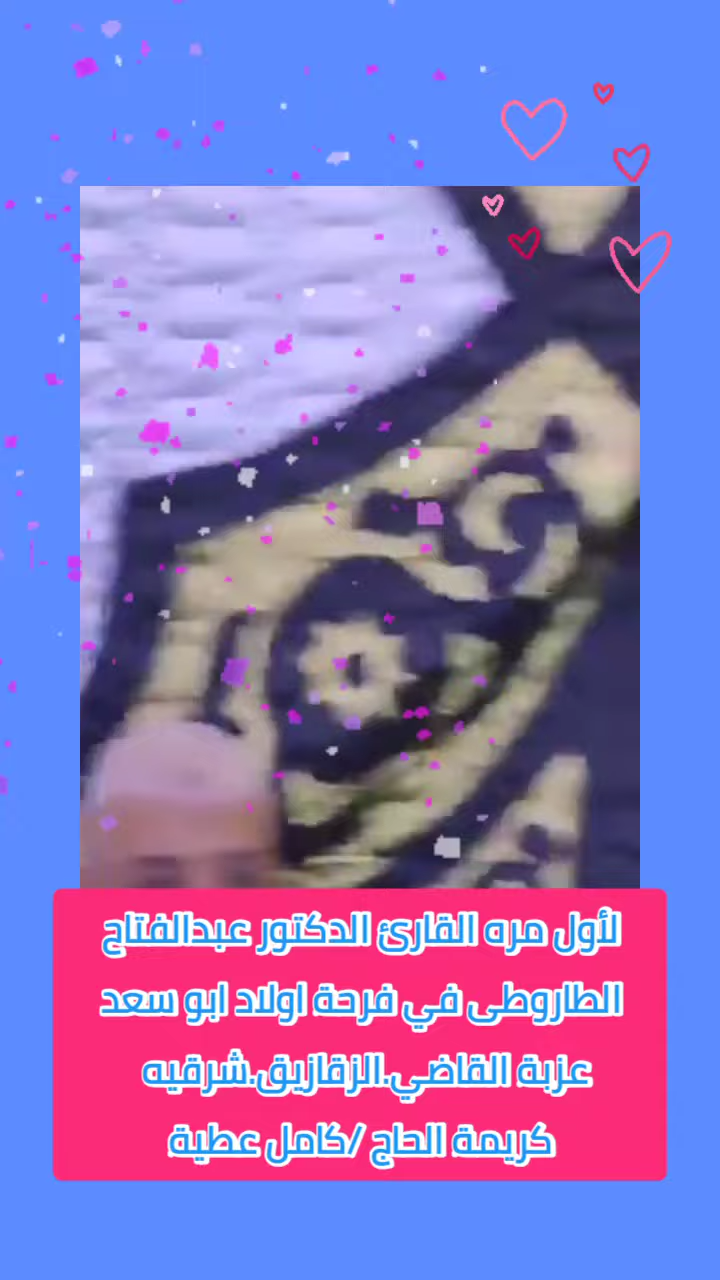 لأول مره القارئ الدكتور عبدالفتاح
الطاروطى في فرحة اولاد ابو سعد
عزبة القاضي.الزقازيق.شرقيه
كريمة الحاج /كامل عطية